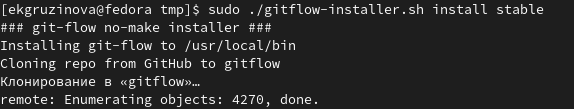 [ekgruzinova@fedora tmp]$ sudo ./gitflow-installer.sh install stable
### git-flow no-make installer ###
Installing git-flow to /usr/local/bin
Cloning repo from GitHub to gitflow
Клонирование в «gitflow»…
remote: Enumerating objects: 4270, done.